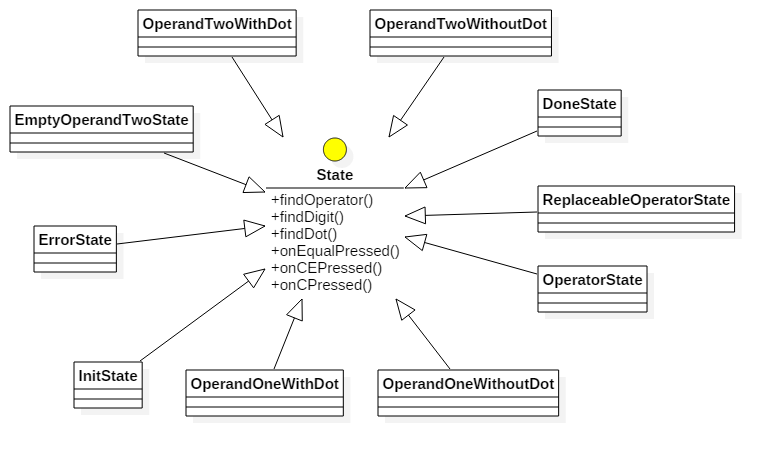 OperandTwoWithDot
OperandTwoWithoutDot
DoneState
EmptyOperandTwoState
State
ReplaceableOperatorState
+findOperator()
+findDigit()
+findDot()
+onEqualPressed()
+onCEPressed()
+onCPressed()
ErrorState
OperatorState
InitState
OperandOneWithDot
OperandOneWithoutDot